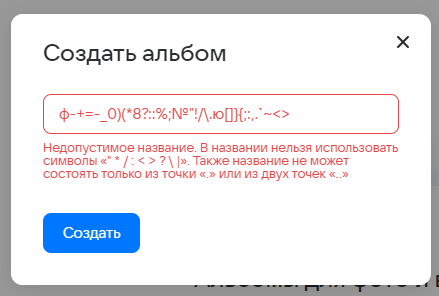 Создать альбом
ф-+=-_0)(*8?::%;№"!/\.ю[]}{;:,.`~<>
Недопустимое название. В названии нельзя использовать
символы «" * / : < > ? \ |». Также название не может
состоять только из точки «.» или из двух точек «..»
Создать